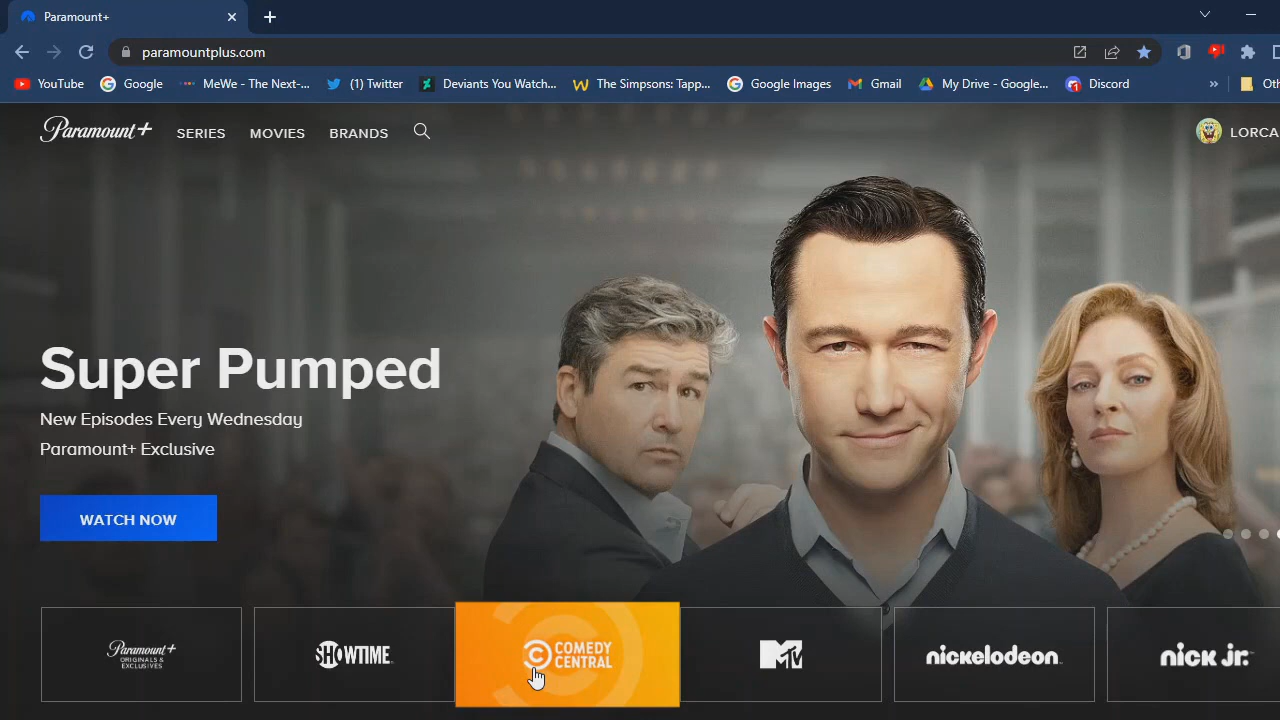 Paramount+
paramountplus.com
YouTube
Google
MeWe - The Next-...
(1) Twitter
Deviants You Watch...
The Simpsons: Tapp...
Google Images
Gmail
My Drive - Google...
Discord
»
Oth
Paramount+
SERIES
MOVIES
BRANDS
LORCA
Super Pumped
New Episodes Every Wednesday
Paramount+ Exclusive
WATCH NOW
Paramount+
ORIGINALS &
EXCLUSIVES
SHOWTIME
COMEDY
CENTRAL
MTV
nickelodeon
nick jr.